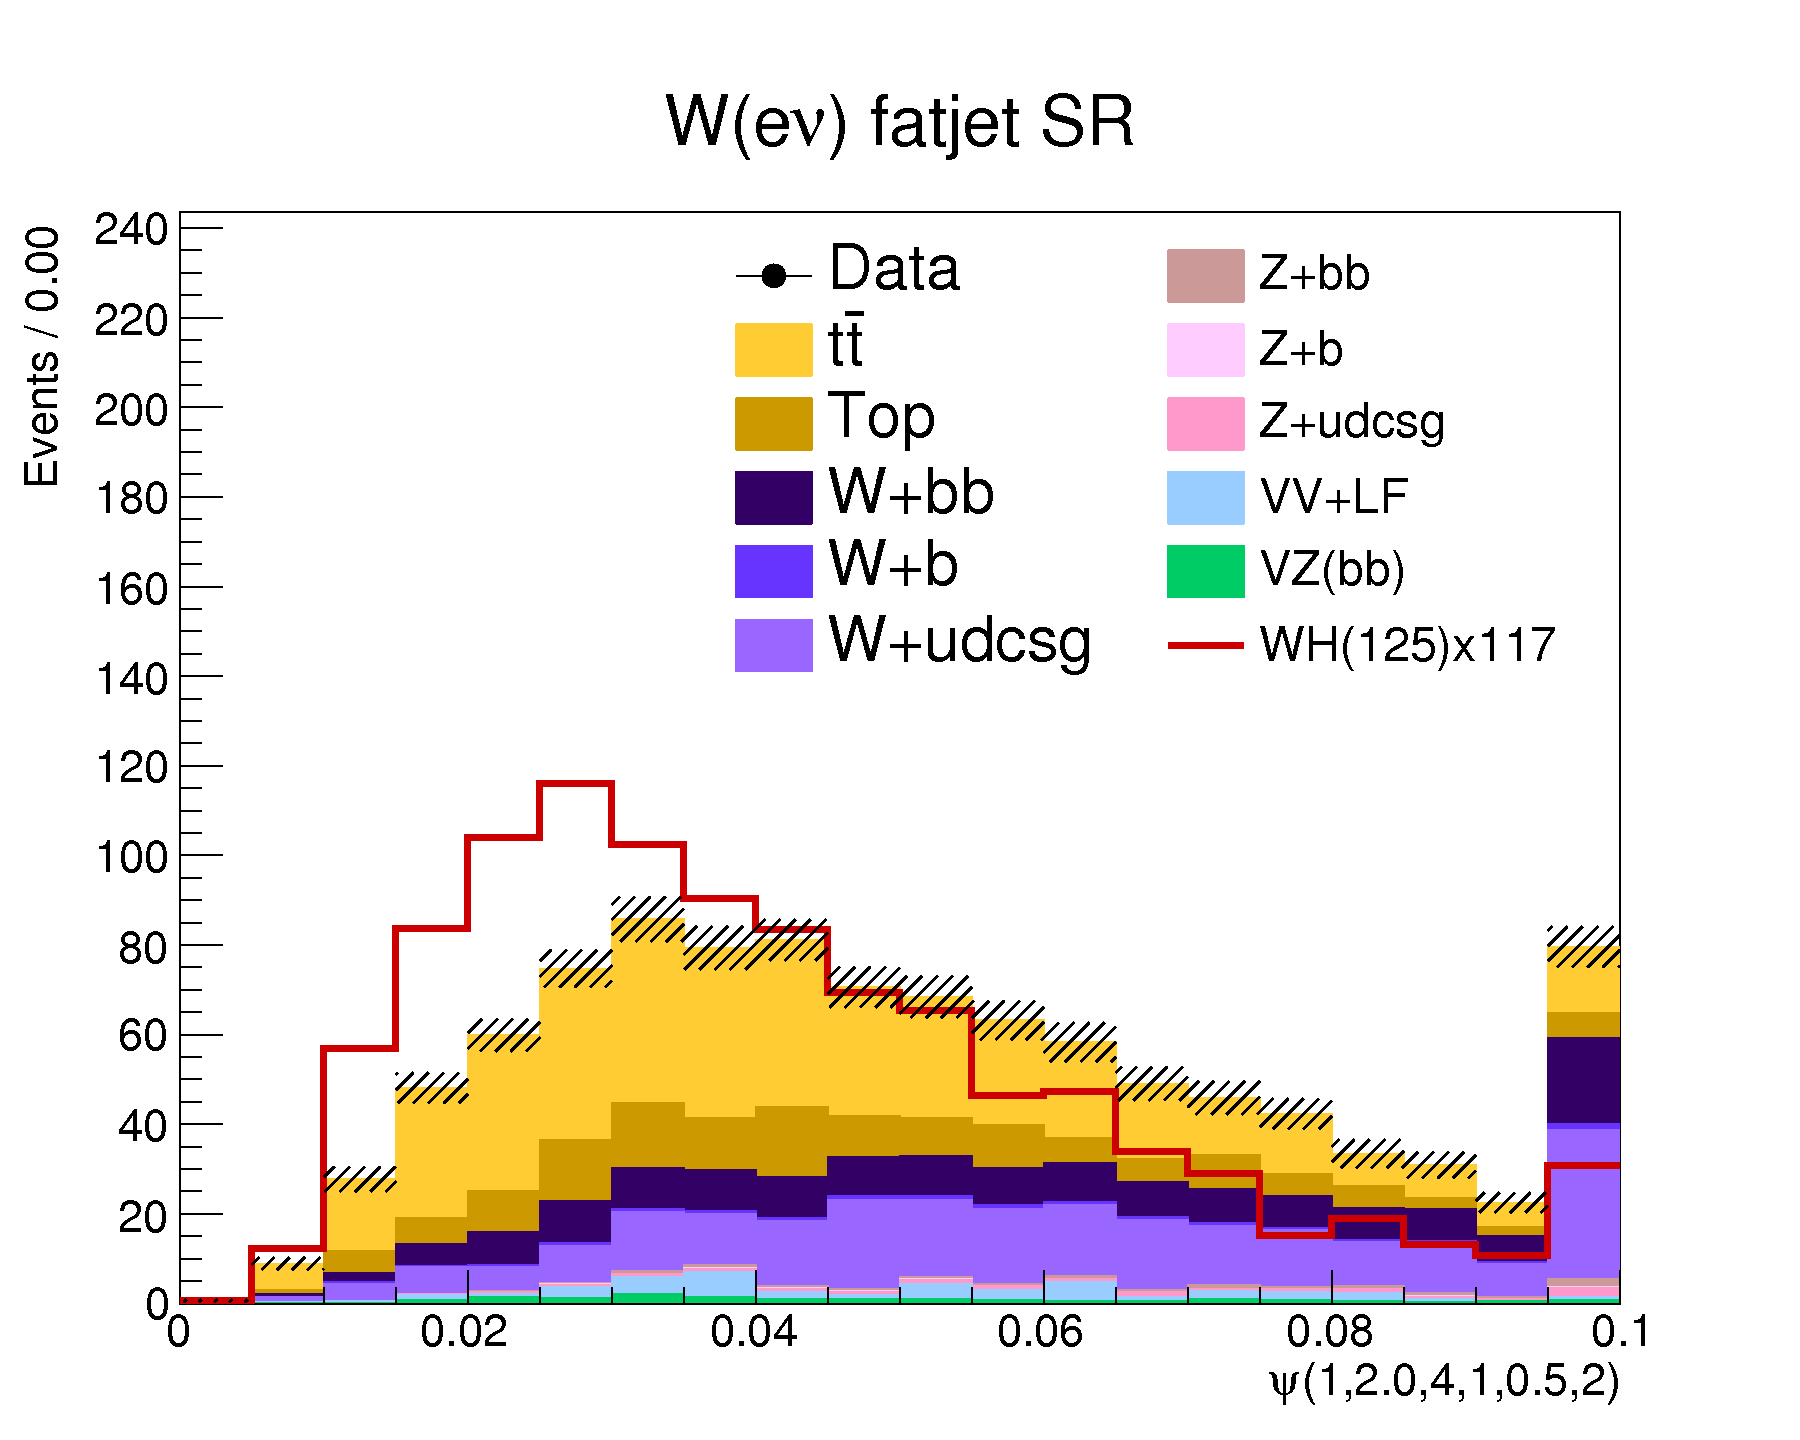 W(eν) fatjet SR
Events / 0.00
240
220
200
180
160
140
120
100
80
60
40
20
0
Data
tt̄
Top
W+bb
W+b
W+udcsg
Z+bb
Z+b
Z+udcsg
VV+LF
VZ(bb)
WH(125)x117
0 0.02 0.04 0.06 0.08 0.1
ψ(1,2.0,4,1,0.5,2)